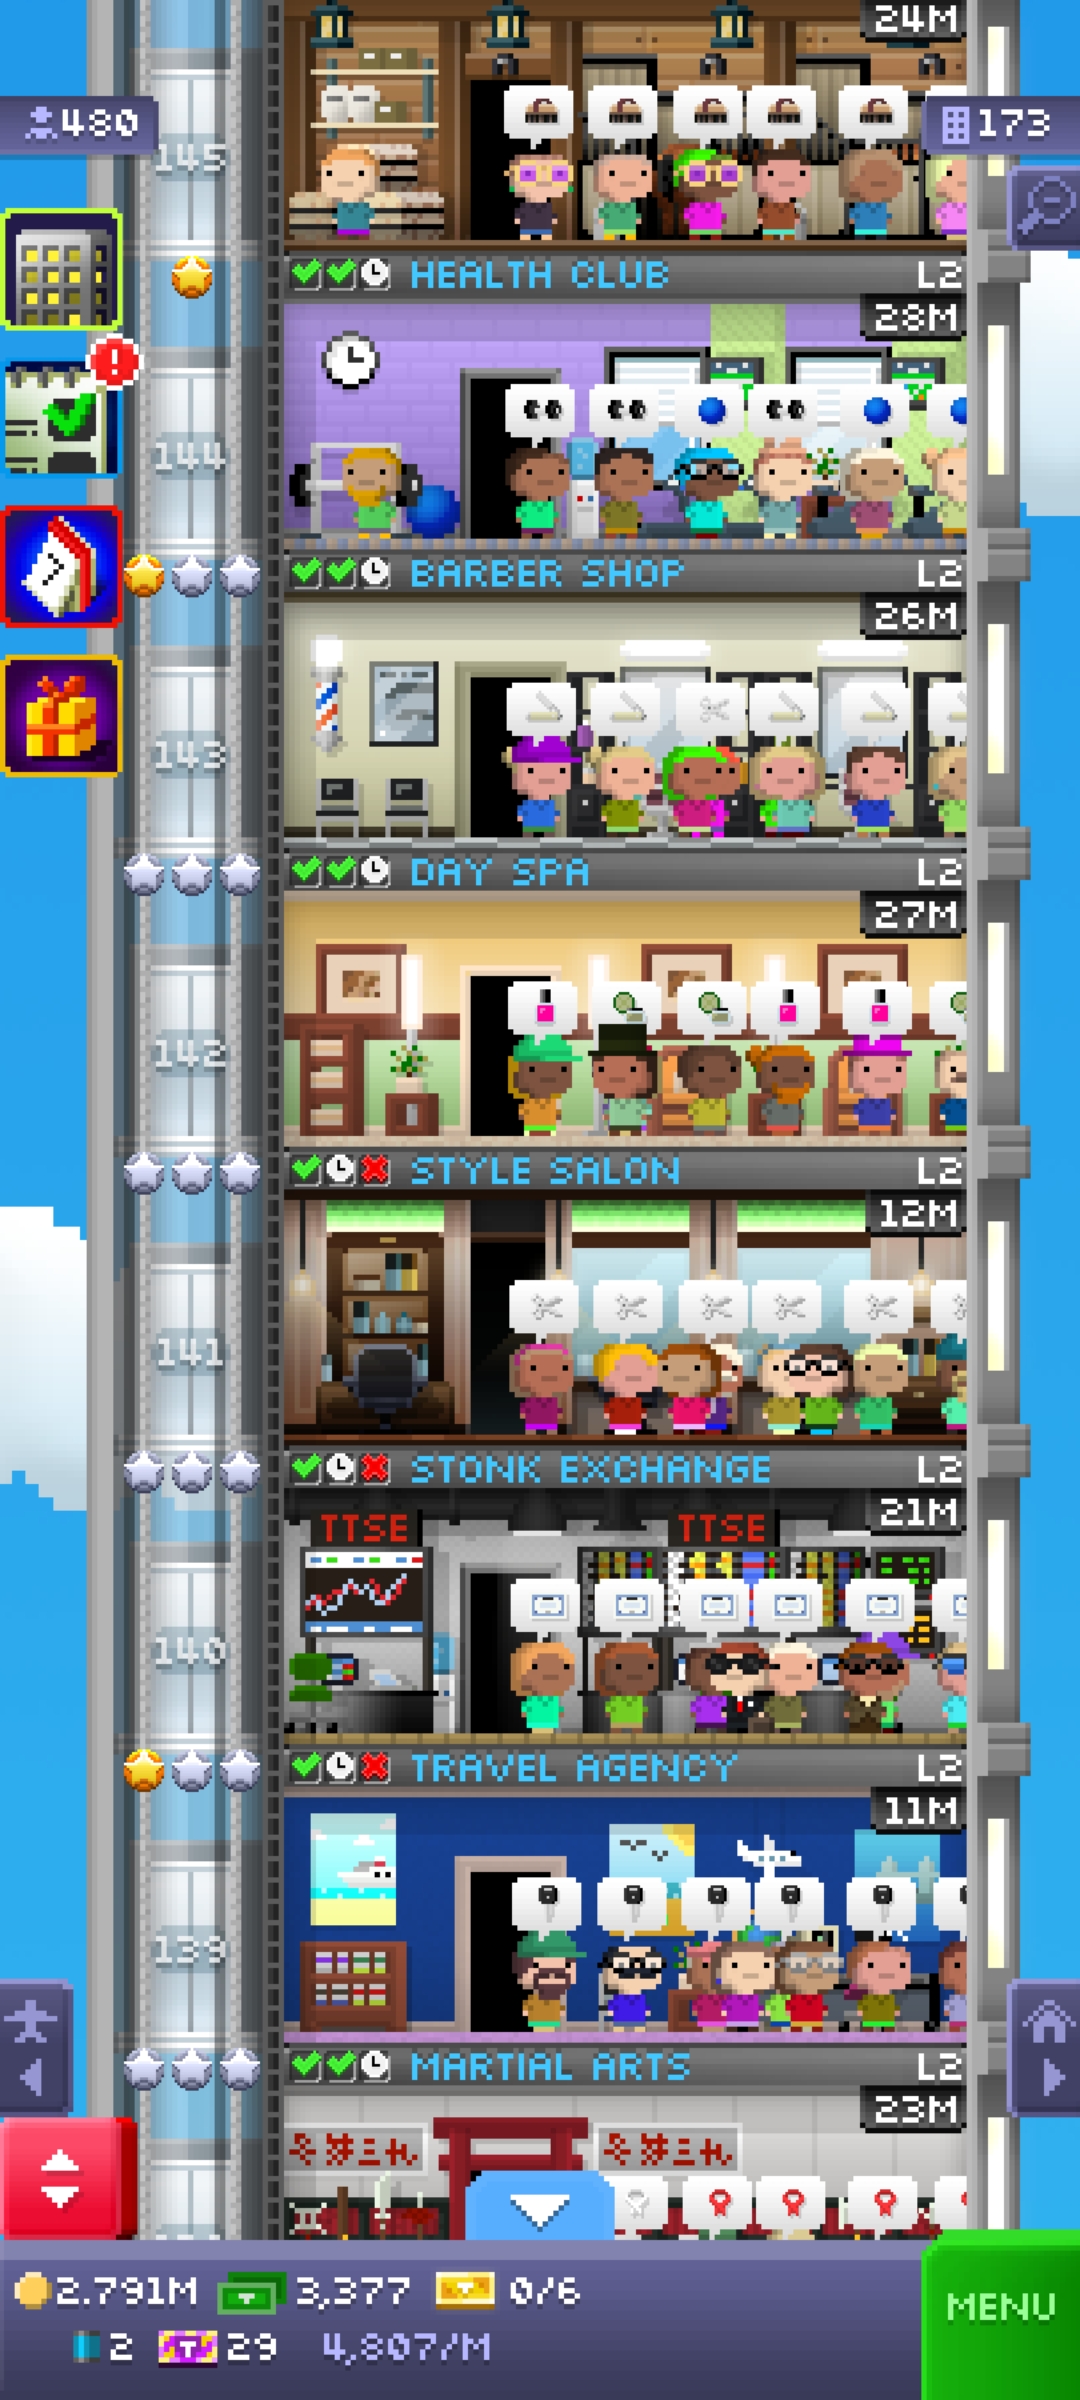 24M
480
173
145
HEALTH CLUB L2
28M
144
7
BARBER SHOP L2
26M
143
DAY SPA L2
27M
142
STYLE SALON L2
12M
141
STONK EXCHANGE L2
21M
TTSE TTSE
140
TRAVEL AGENCY L2
11M
139
MARTIAL ARTS L2
23M
2.791M 3,377 0/6
MENU
2 T 29 4,807/M